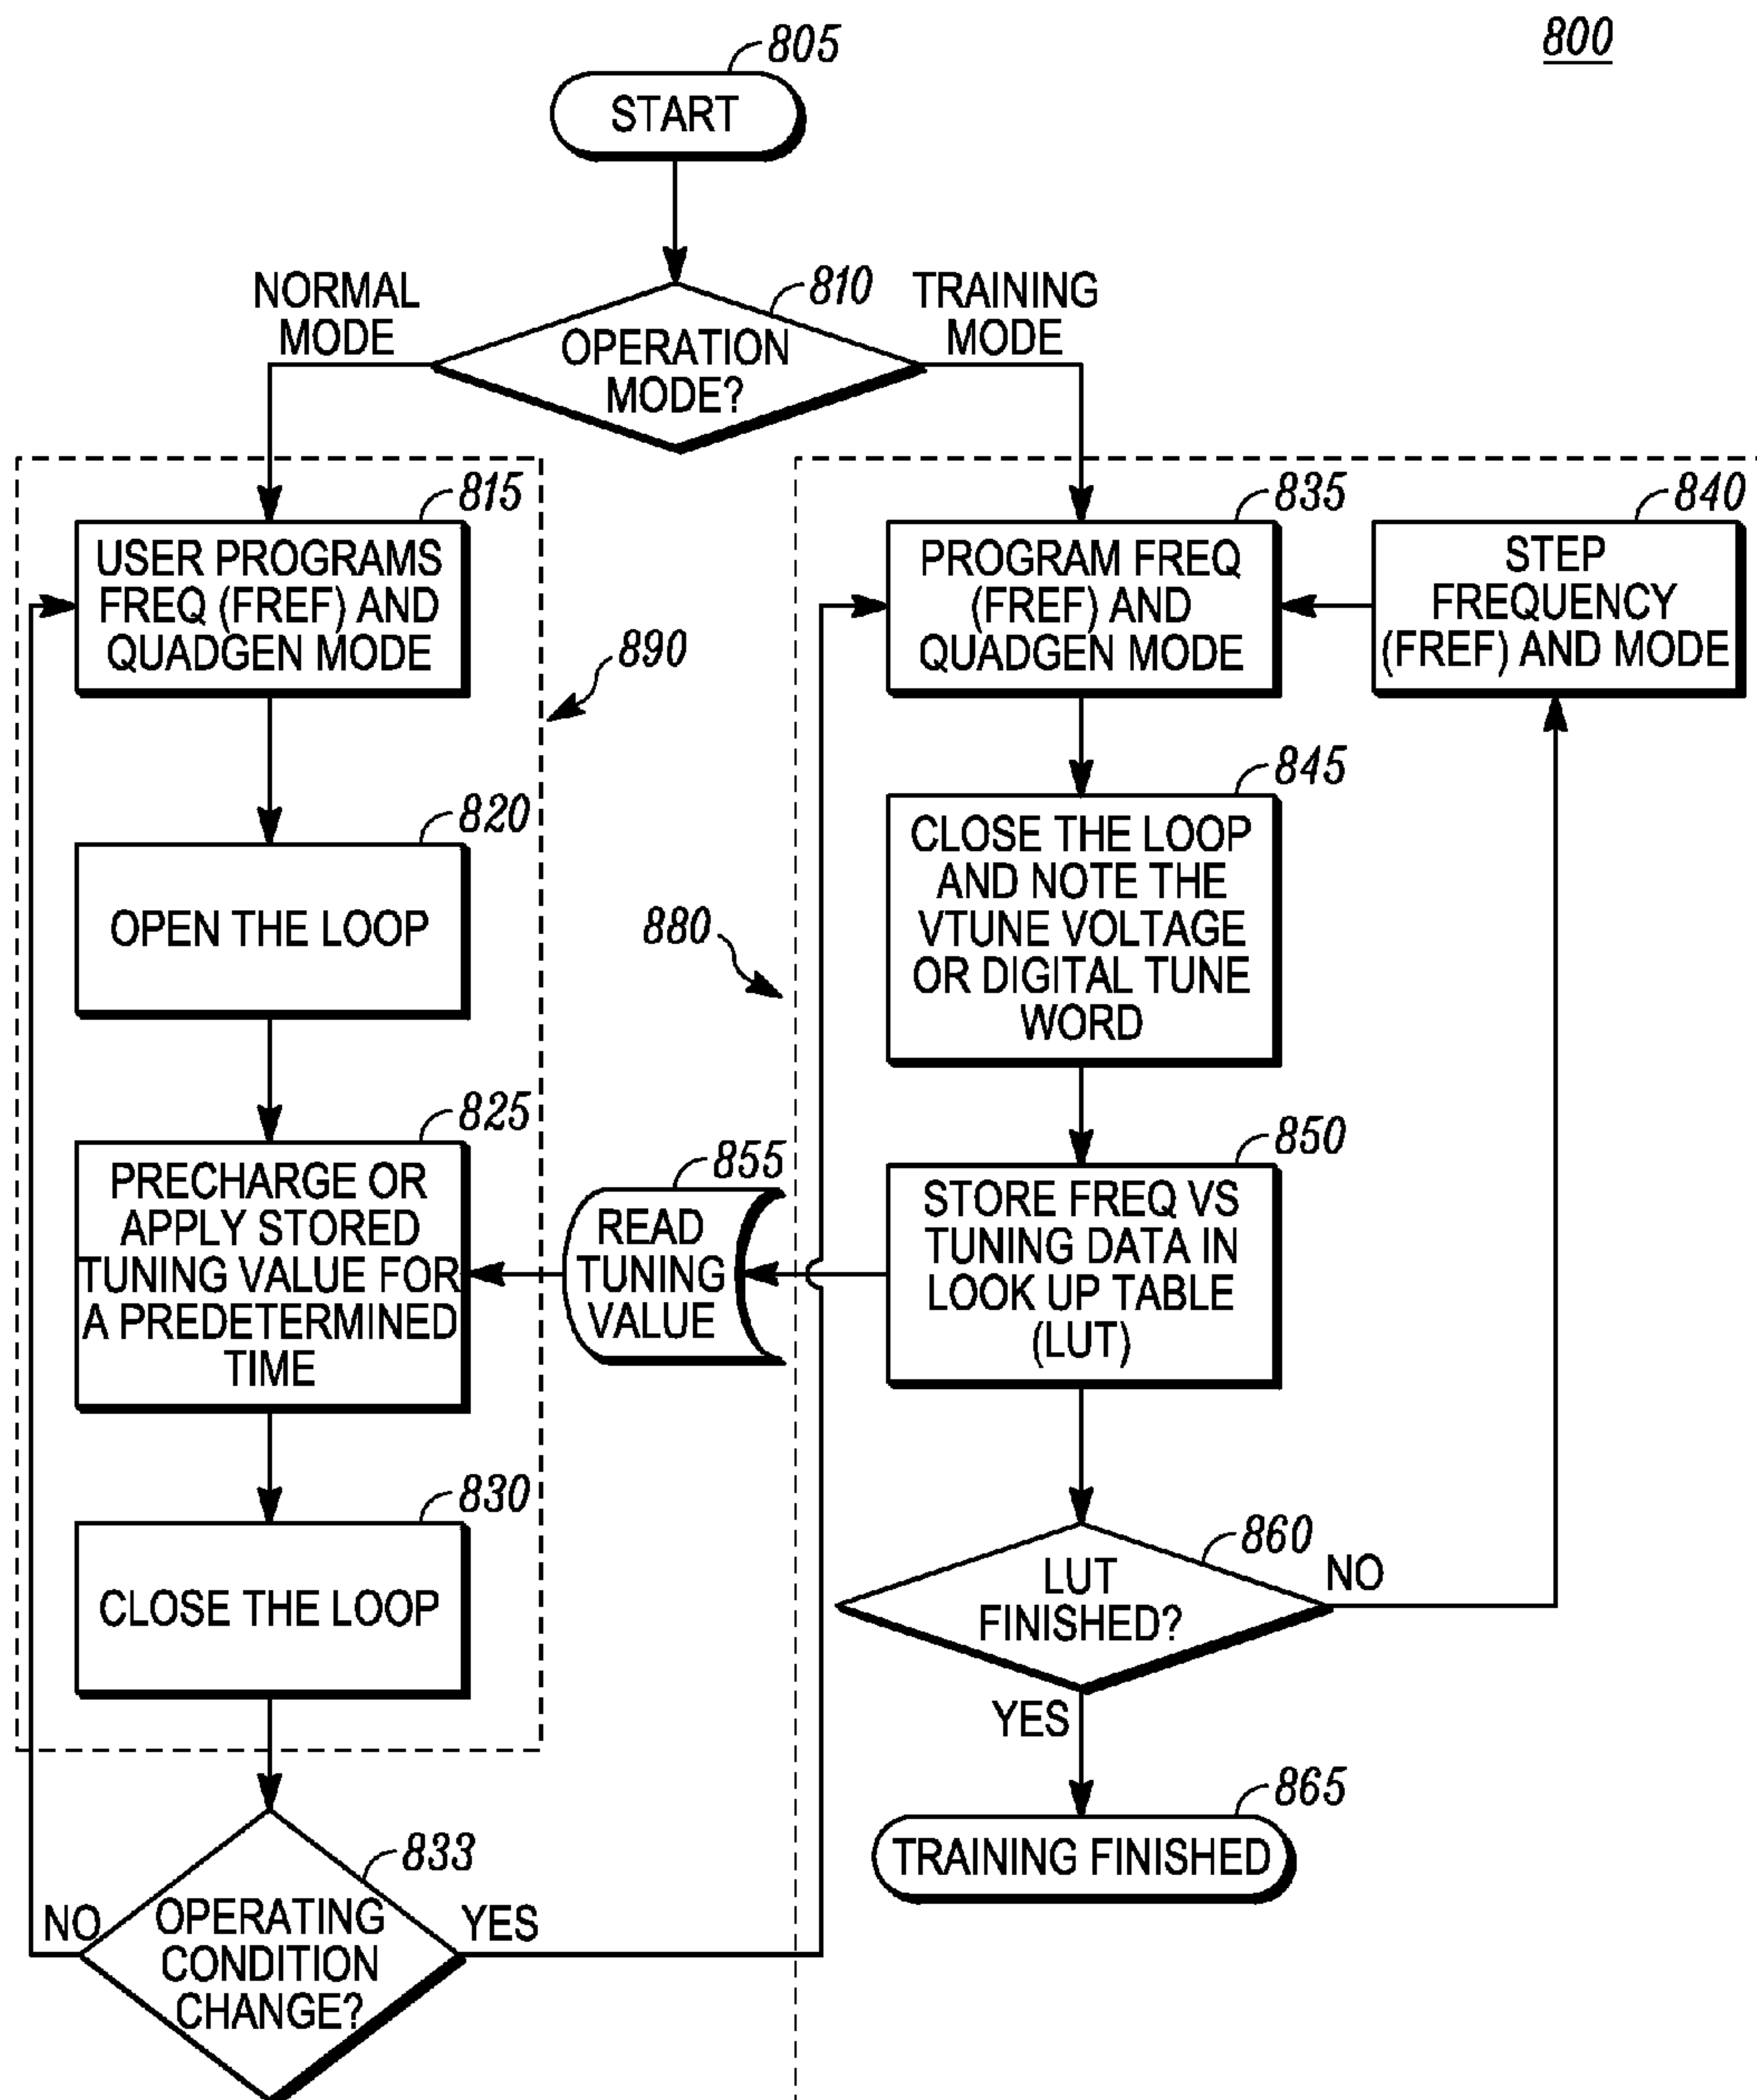 800
805
START
810
NORMAL
MODE
TRAINING
MODE
OPERATION
MODE?
815
USER PROGRAMS
FREQ (FREF) AND
QUADGEN MODE
890
820
OPEN THE LOOP
825
PRECHARGE OR
APPLY STORED
TUNING VALUE FOR
A PREDETERMINED
TIME
855
READ
TUNING
VALUE
830
CLOSE THE LOOP
833
OPERATING
CONDITION
CHANGE?
NO
YES
835
PROGRAM FREQ
(FREF) AND
QUADGEN MODE
840
STEP
FREQUENCY
(FREF) AND MODE
845
CLOSE THE LOOP
AND NOTE THE
VTUNE VOLTAGE
OR DIGITAL TUNE
WORD
880
850
STORE FREQ VS
TUNING DATA IN
LOOK UP TABLE
(LUT)
860
LUT
FINISHED?
NO
YES
865
TRAINING FINISHED